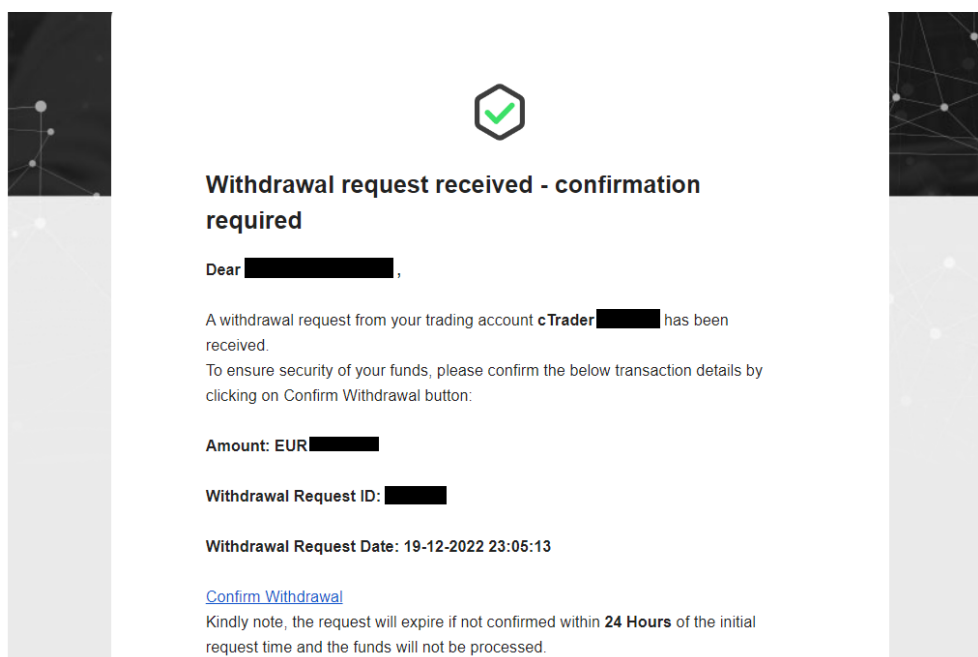 Withdrawal request received - confirmation
required
Dear ,
A withdrawal request from your trading account cTrader has been
received.
To ensure security of your funds, please confirm the below transaction details by
clicking on Confirm Withdrawal button:
Amount: EUR
Withdrawal Request ID:
Withdrawal Request Date: 19-12-2022 23:05:13
Confirm Withdrawal
Kindly note, the request will expire if not confirmed within 24 Hours of the initial
request time and the funds will not be processed.